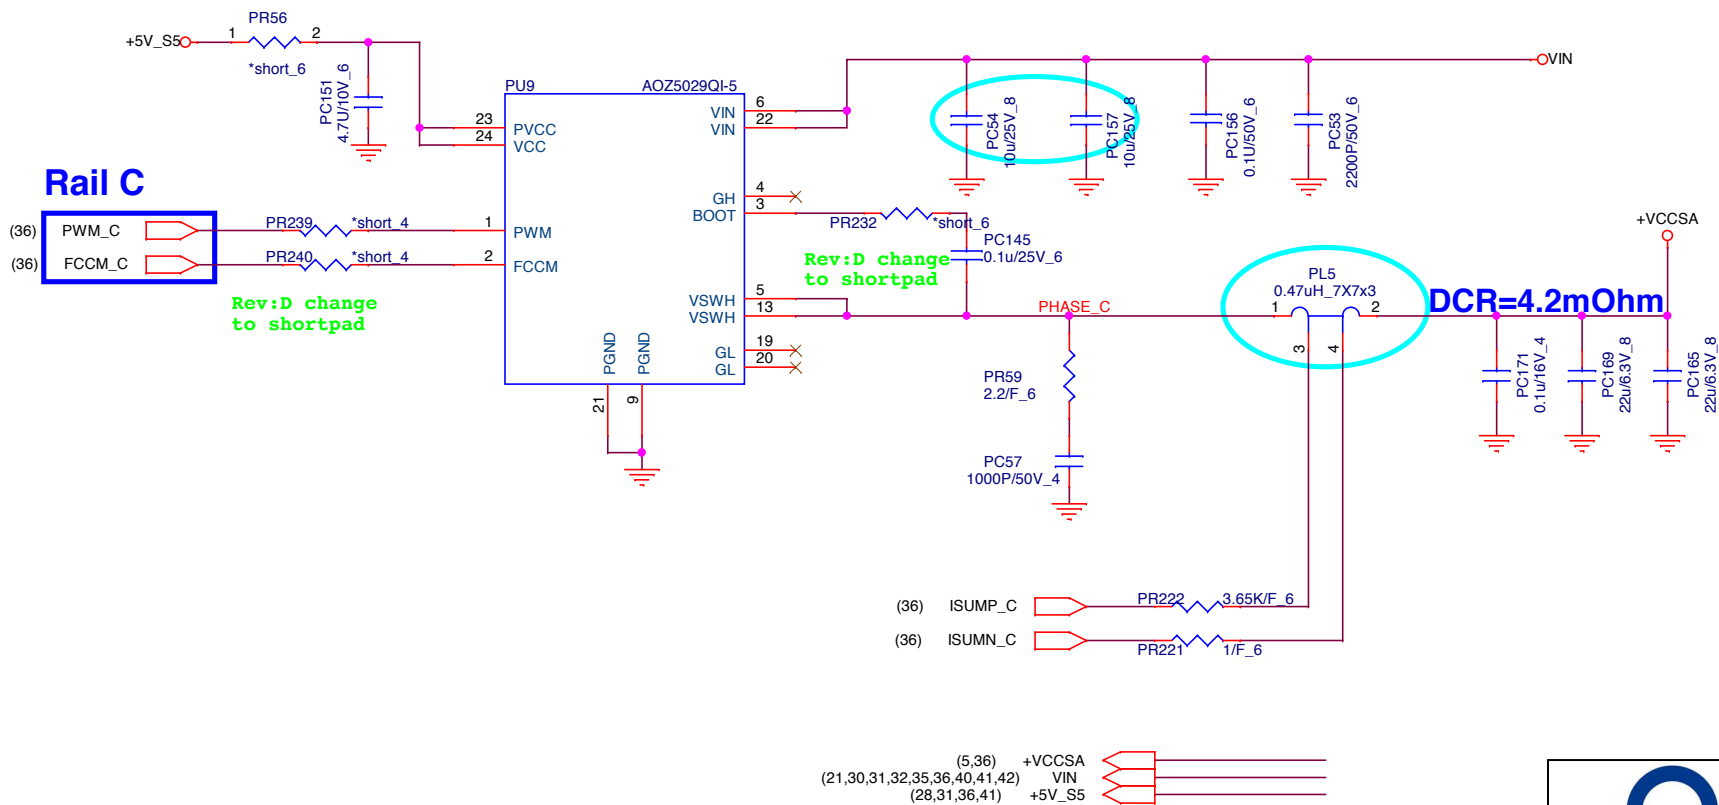 PR56
+5V_S5 1 2
*short_6
PC151
4.7U/10V_6
PU9 AOZ5029QI-5
23 PVCC
24 VCC
VIN 6
VIN 22
VIN
PC54
10u/25V_8
PC157
10u/25V_8
PC156
0.1U/50V_6
PC53
2200P/50V_6
Rail C
(36) PWM_C
PR239 *short_4 1 PWM
(36) FCCM_C
PR240 *short_4 2 FCCM
Rev:D change
to shortpad
GH 4
BOOT 3
PR232 *short_6
PC145
0.1u/25V_6
Rev:D change
to shortpad
VSWH 5
VSWH 13
PHASE_C
GL 19
GL 20
PGND
PGND
21
9
+VCCSA
PL5
0.47uH_7X7x3
1 2
3
4
DCR=4.2mOhm
PR59
2.2/F_6
PC57
1000P/50V_4
PC171
0.1u/16V_4
PC169
22u/6.3V_8
PC165
22u/6.3V_8
(36) ISUMP_C PR222 3.65K/F_6
(36) ISUMN_C PR221 1/F_6
(5,36) +VCCSA
(21,30,31,32,35,36,40,41,42) VIN
(28,31,36,41) +5V_S5